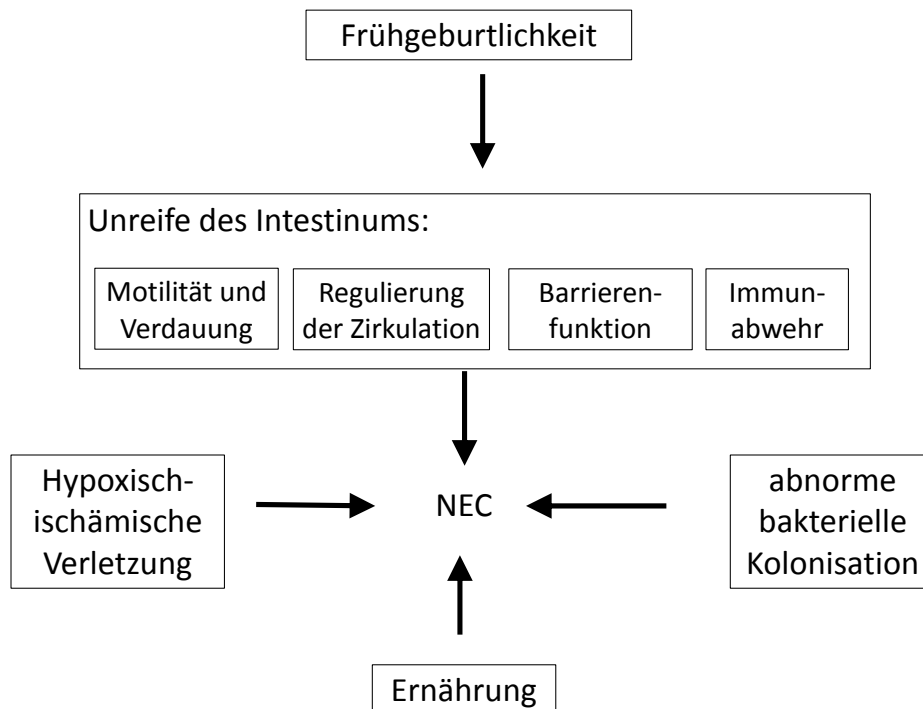 Frühgeburtlichkeit
Unreife des Intestinums:
Motilität und
Verdauung
Regulierung
der Zirkulation
Barrieren-
funktion
Immun-
abwehr
Hypoxisch-
ischämische
Verletzung
NEC
abnorme
bakterielle
Kolonisation
Ernährung